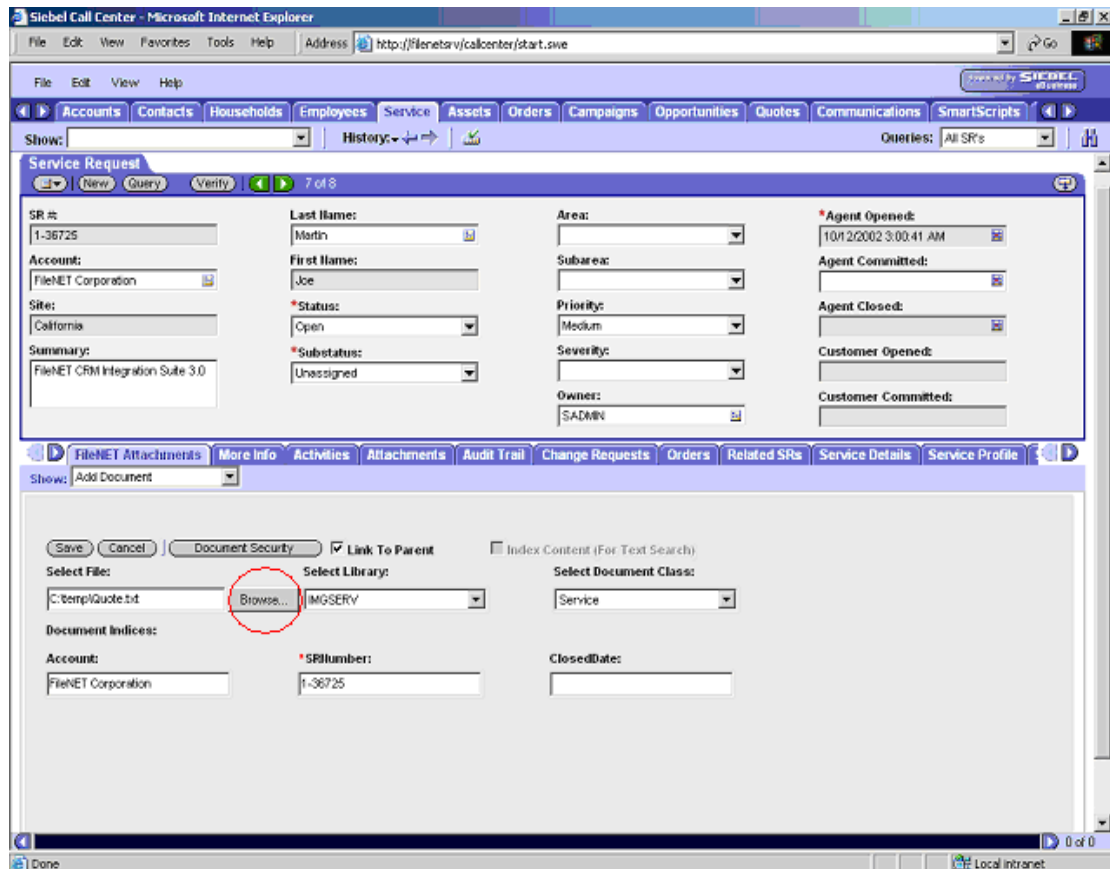 Siebel Call Center - Microsoft Internet Explorer
File Edit View Favorites Tools Help Address http://filenetsrv/callcenter/start.swe Go
File Edit View Help powered by SIEBEL eBusiness
Accounts Contacts Households Employees Service Assets Orders Campaigns Opportunities Quotes Communications SmartScripts
Show: History: Queries: All SR's
Service Request
New Query Verify 7 of 8
SR #: Last Name: Area: *Agent Opened:
1-36725 Martin 10/12/2002 3:00:41 AM
Account: First Name: Subarea: Agent Committed:
FileNET Corporation Joe
Site: *Status: Priority: Agent Closed:
California Open Medium
Summary: *Substatus: Severity: Customer Opened:
FileNET CRM Integration Suite 3.0 Unassigned
Owner: Customer Committed:
SADMIN
FileNET Attachments More Info Activities Attachments Audit Trail Change Requests Orders Related SRs Service Details Service Profile
Show: Add Document
Save Cancel Document Security Link To Parent Index Content (For Text Search)
Select File: Select Library: Select Document Class:
C:\temp\Quote.txt Browse... IMGSERV Service
Document Indices:
Account: *SRNumber: ClosedDate:
FileNET Corporation 1-36725
0 of 0
Done Local intranet